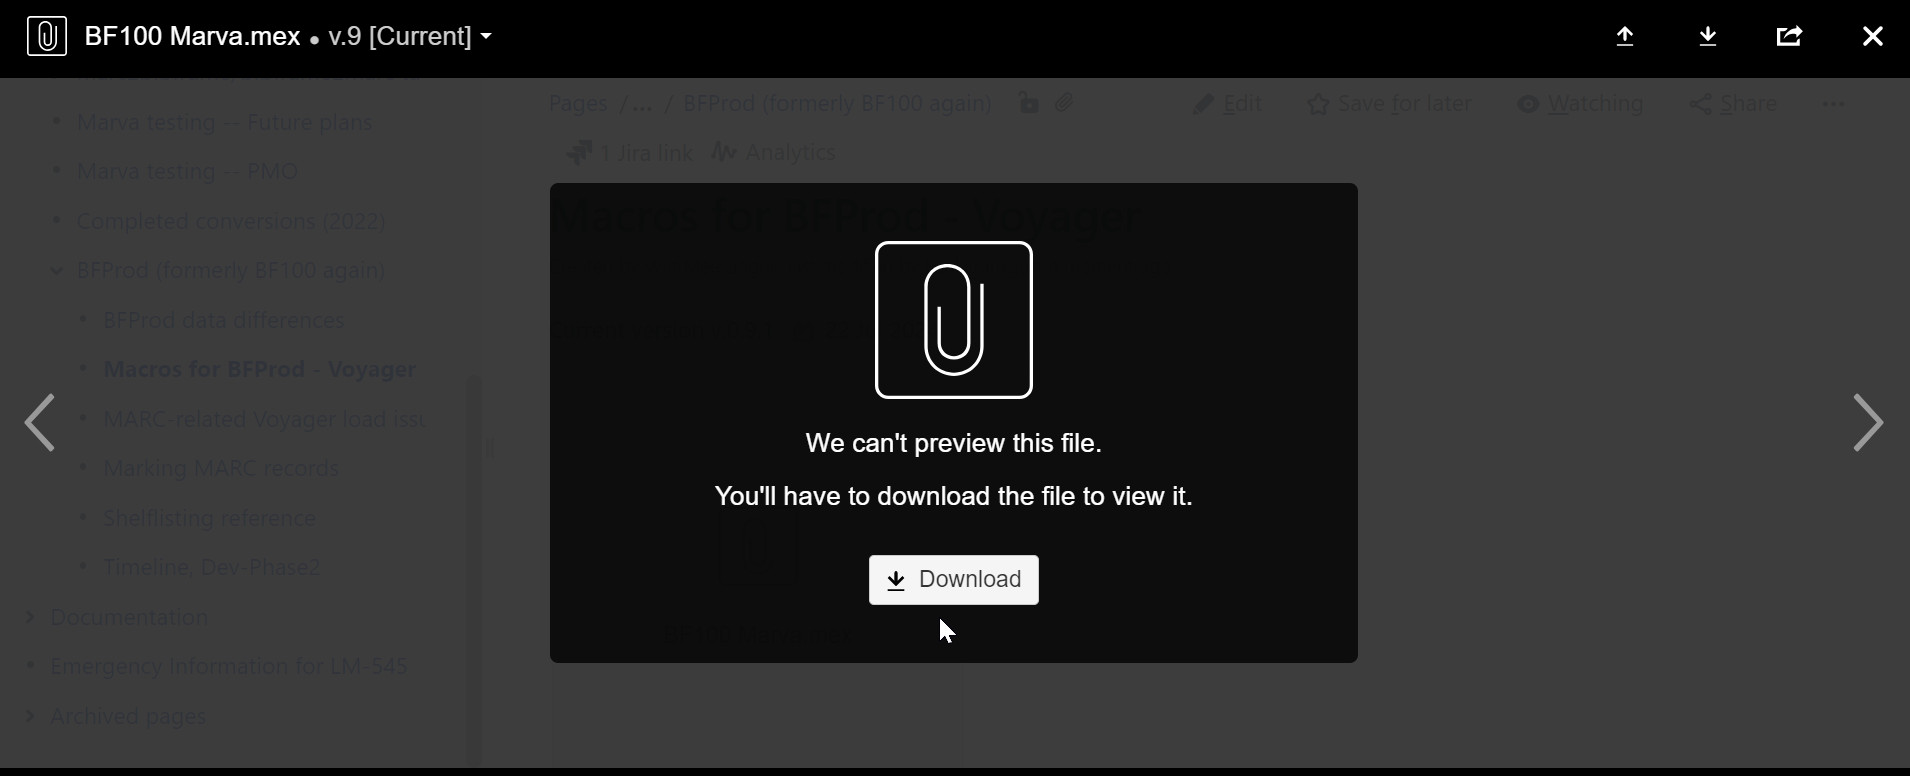 BF100 Marva.mex • v.9 [Current]
Marva testing -- Future plans
Marva testing -- PMO
Completed conversions (2022)
BFProd (formerly BF100 again)
BFProd data differences
Macros for BFProd - Voyager
MARC-related Voyager load issu
Marking MARC records
Shelflisting reference
Timeline, Dev-Phase2
Documentation
Emergency Information for LM-545
Archived pages
Pages / ... / BFProd (formerly BF100 again)
Edit
Save for later
Watching
Share
1 Jira link
Analytics
Macros for BFProd - Voyager
We can't preview this file.
You'll have to download the file to view it.
Download
BF100 Marva.mex